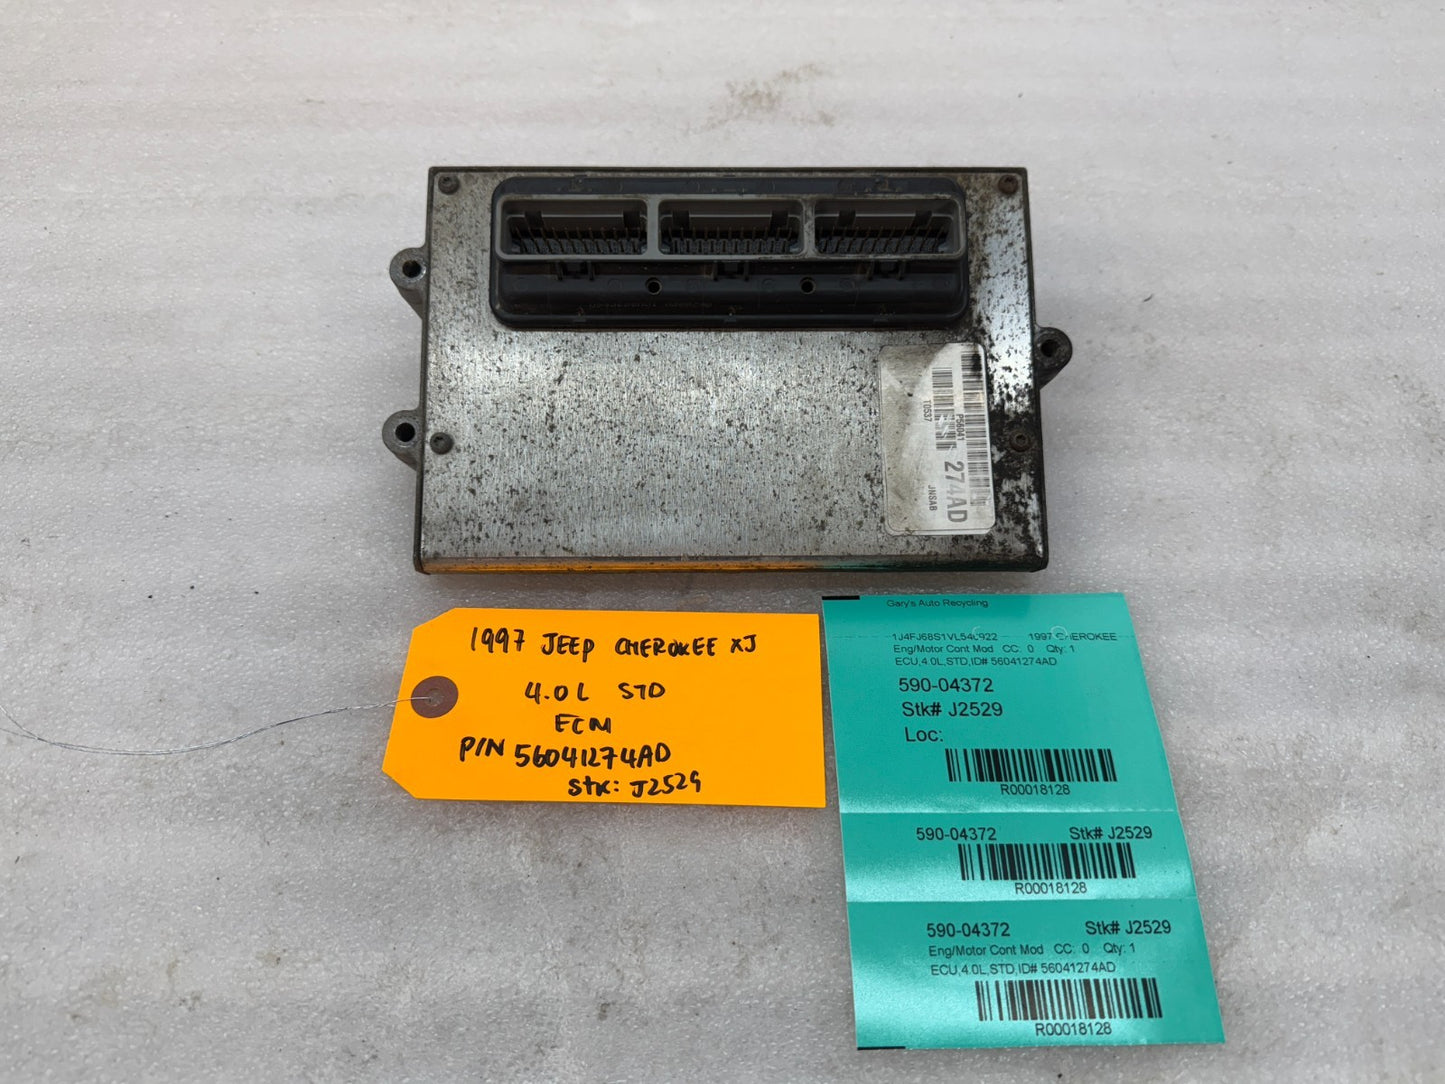 P56041
274AD
T0537
JNSAB
1997 JEEP CHEROKEE XJ
4.0L STD
ECM
P/N 56041274AD
STK: J2529
Gary's Auto Recycling
1997 CHEROKEE
Eng/Motor Cont Mod CC: 0 Qty: 1
ECU,4.0L,STD,ID# 56041274AD
590-04372
Stk# J2529
Loc:
R00018128
590-04372 Stk# J2529
R00018128
590-04372 Stk# J2529
Eng/Motor Cont Mod CC: 0 Qty: 1
ECU,4.0L,STD,ID# 56041274AD
R00018128